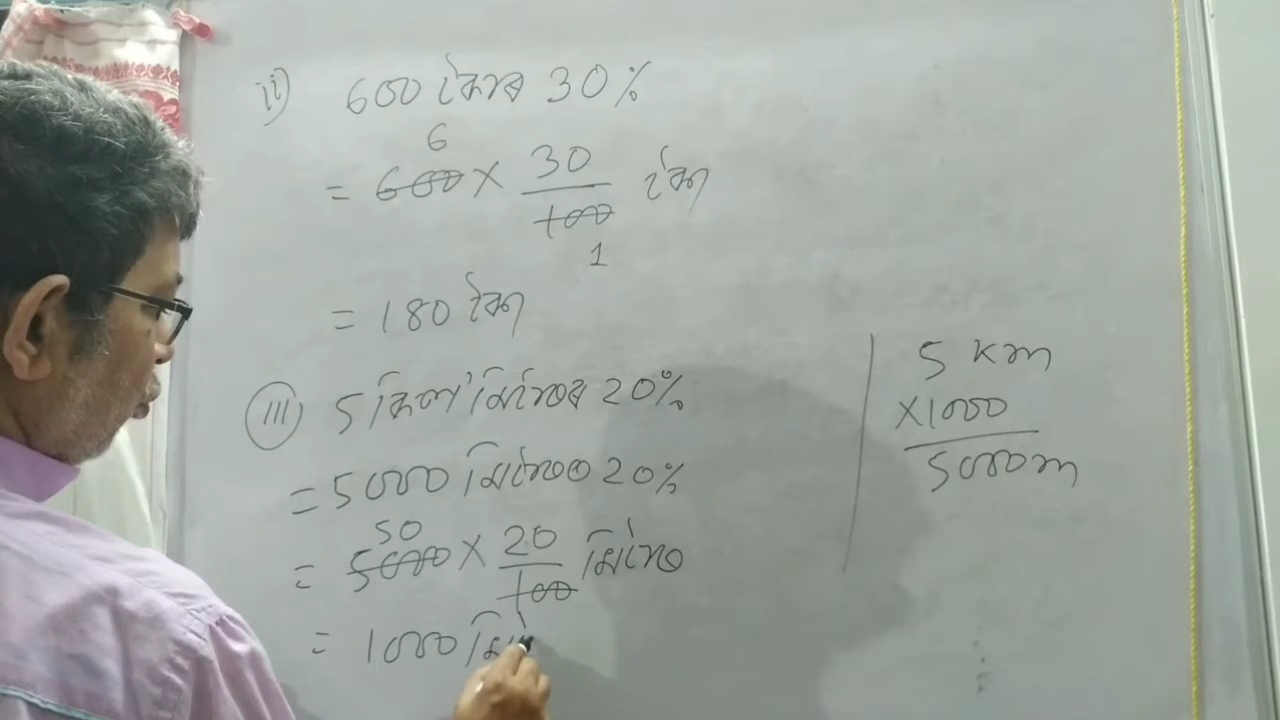 ii) 600 টকাৰ 30%
6
= 600 × 30/100 টকা
1
= 180 টকা
(iii) 5 কিল'মিটাৰৰ 20%
= 5000 মিটাৰৰ 20%
50
= 5000 × 20/100 মিটাৰ
= 1000 মিটা
5 Km
×1000
5000m